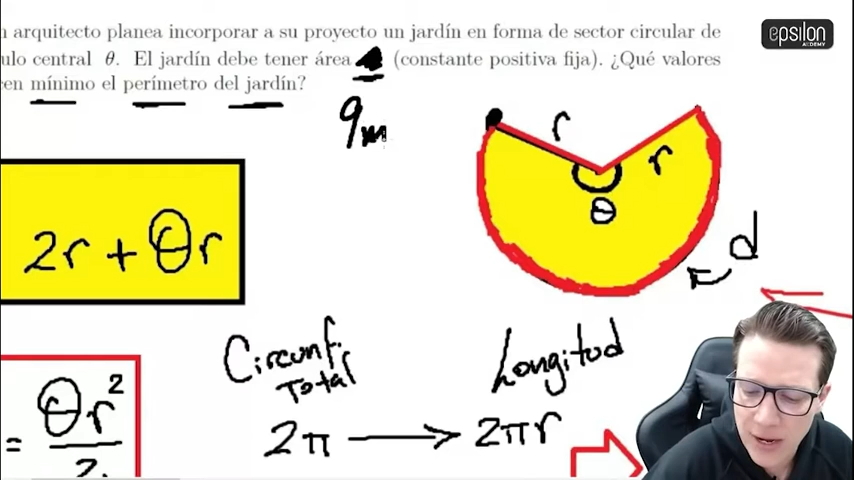 epsilon
ACADEMY
n arquitecto planea incorporar a su proyecto un jardín en forma de sector circular de
ulo central θ. El jardín debe tener área (constante positiva fija). ¿Qué valores
cen mínimo el perímetro del jardín?
9m
r
r
θ
d
2r + θr
Circunf.
Total
Longitud
2π → 2πr
= θr²
2